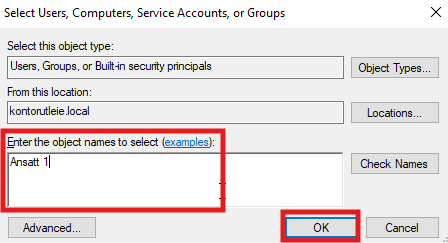 Select Users, Computers, Service Accounts, or Groups
Select this object type:
Users, Groups, or Built-in security principals
Object Types...
From this location:
kontorutleie.local
Locations...
Enter the object names to select (examples):
Ansatt 1
Check Names
Advanced...
OK
Cancel